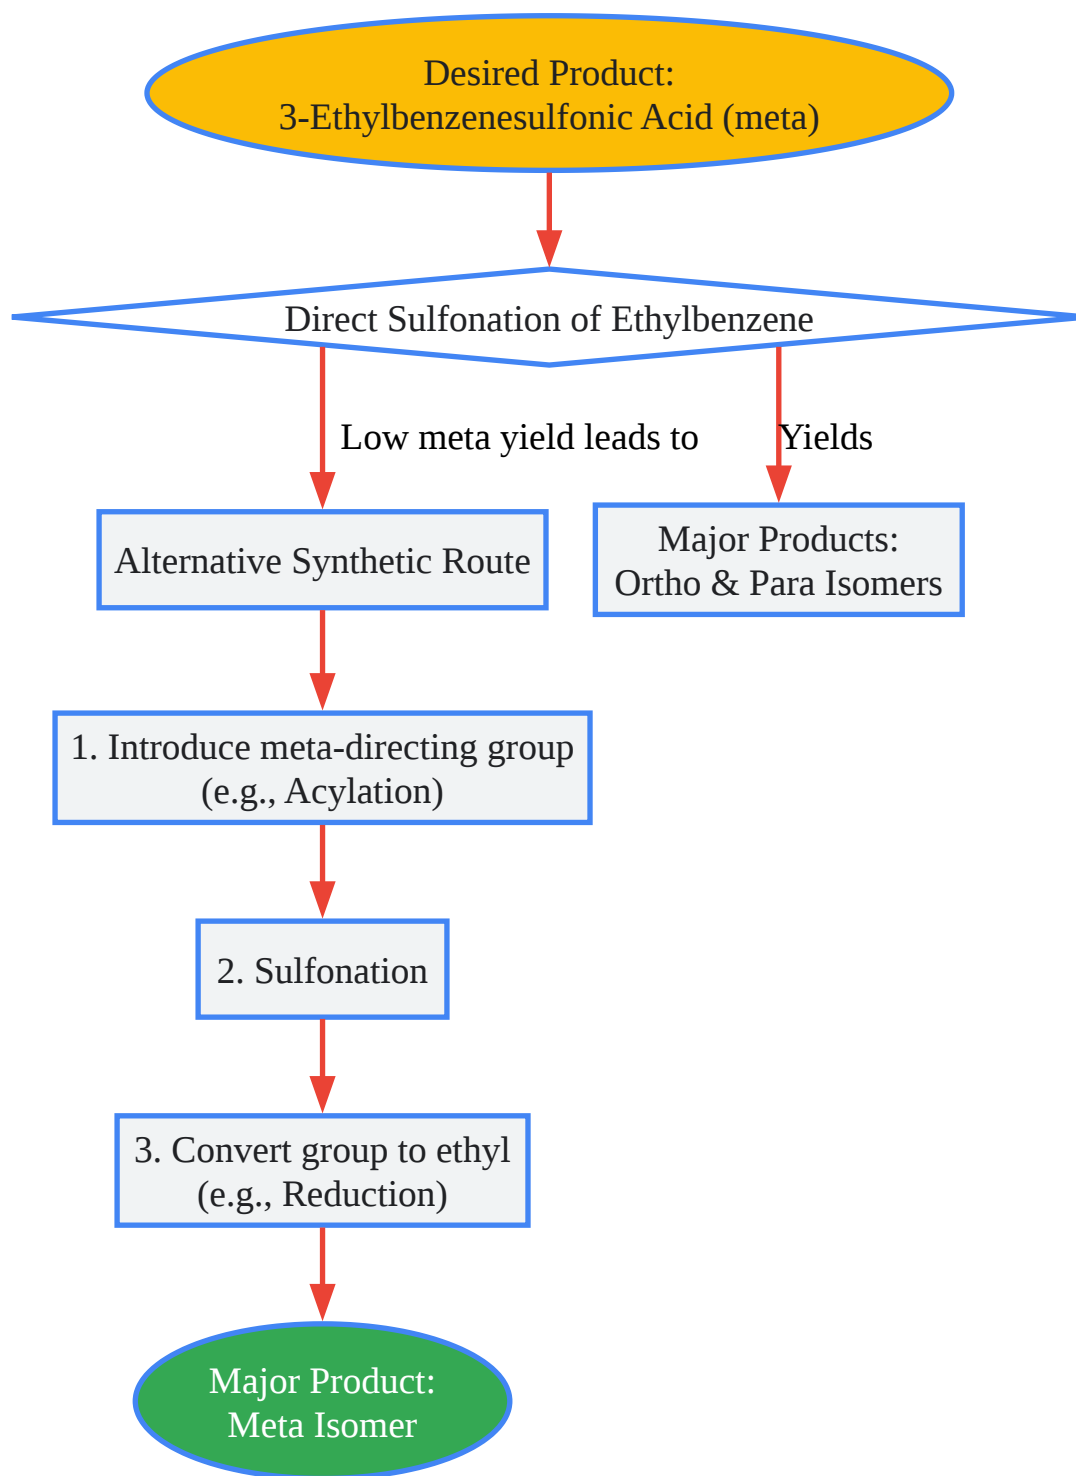 Desired Product:
3-Ethylbenzenesulfonic Acid (meta)
Direct Sulfonation of Ethylbenzene
Low meta yield leads to
Yields
Alternative Synthetic Route
Major Products:
Ortho & Para Isomers
1. Introduce meta-directing group
(e.g., Acylation)
2. Sulfonation
3. Convert group to ethyl
(e.g., Reduction)
Major Product:
Meta Isomer